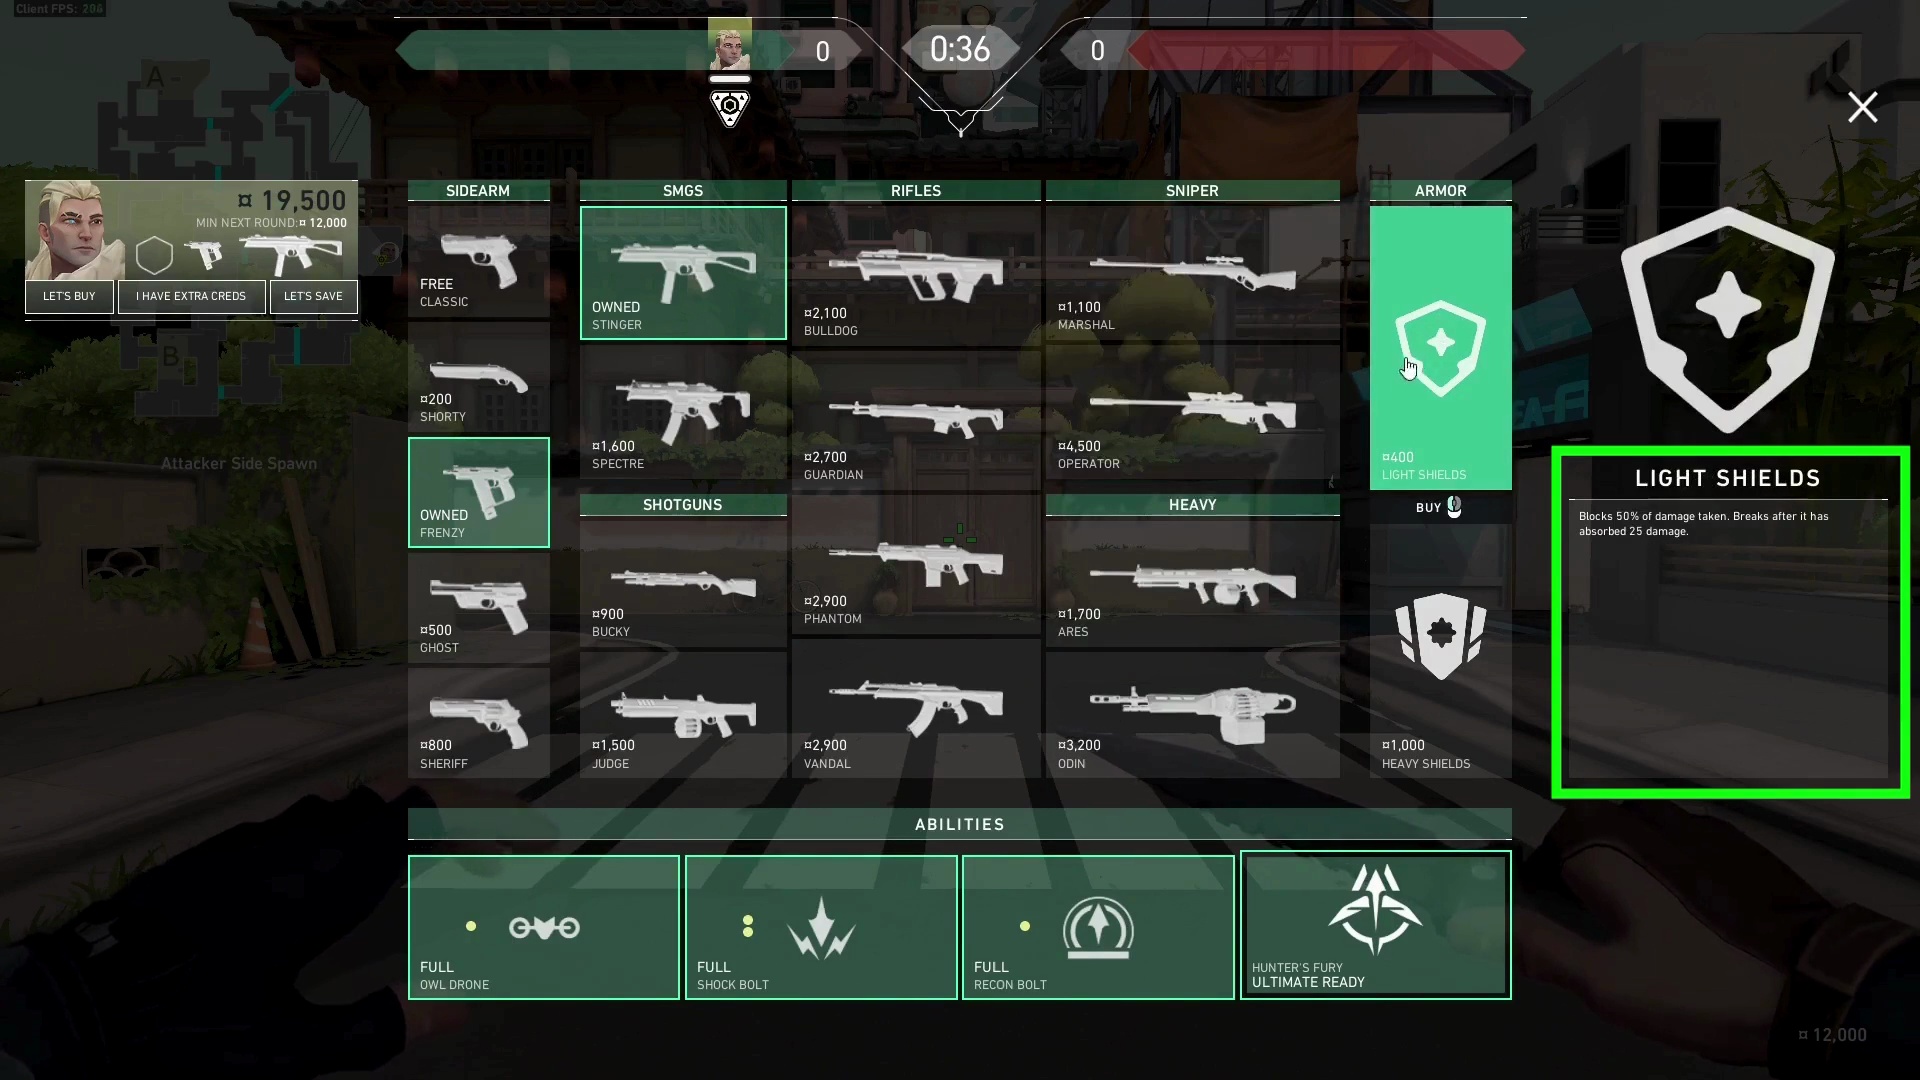 Client FPS: 206
0
0:36
0
A
¤ 19,500
MIN NEXT ROUND: ¤ 12,000
LET'S BUY
I HAVE EXTRA CREDS
LET'S SAVE
B
Attacker Side Spawn
SIDEARM
FREE
CLASSIC
¤200
SHORTY
OWNED
FRENZY
¤500
GHOST
¤800
SHERIFF
SMGS
OWNED
STINGER
¤1,600
SPECTRE
SHOTGUNS
¤900
BUCKY
¤1,500
JUDGE
RIFLES
¤2,100
BULLDOG
¤2,700
GUARDIAN
¤2,900
PHANTOM
¤2,900
VANDAL
SNIPER
¤1,100
MARSHAL
¤4,500
OPERATOR
HEAVY
¤1,700
ARES
¤3,200
ODIN
ARMOR
¤400
LIGHT SHIELDS
BUY
¤1,000
HEAVY SHIELDS
LIGHT SHIELDS
Blocks 50% of damage taken. Breaks after it has
absorbed 25 damage.
ABILITIES
FULL
OWL DRONE
FULL
SHOCK BOLT
FULL
RECON BOLT
HUNTER'S FURY
ULTIMATE READY
¤ 12,000